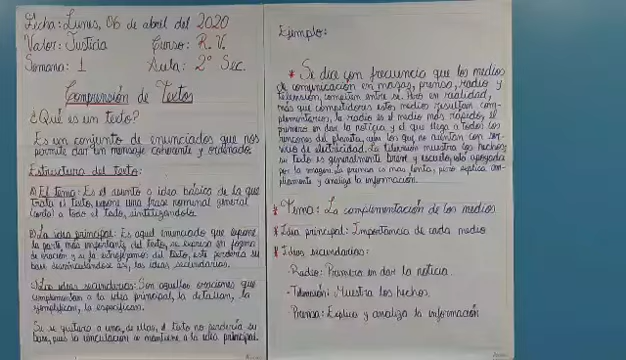 Fecha: Lunes, 06 de abril del 2020
Valor: Justicia Curso: R. V.
Semana: 1 Aula: 2° Sec.
Comprensión de Textos
¿Qué es un texto?
Es un conjunto de enunciados que nos
permite dar un mensaje coherente y ordenado.
Estructura del texto:
A) El tema: Es el asunto o idea básica de la que
trata el texto, expone una frase nominal general
(corta) a todo el texto, sintetizándolo.
B) La idea principal: Es aquel enunciado que expone
la parte más importante del texto, se expresa en forma
de oración y si la extrajéramos del texto, este perdería su
base así, las ideas secundarias.
c) Las ideas secundarias: Son aquellas oraciones que
complementan a la idea principal, la detallan, la
ejemplifican, la especifican.
Si se quitara a una de ellas, el texto no perdería su
base, pues la vinculación se mantiene a la idea principal.
Ejemplo:
* Se dice con frecuencia que los medios
de comunicación en masas, prensa, radio y
televisión, compiten entre sí. Pero en realidad,
más que competidores estos medios resultan com-
plementarios, la radio es el medio más rápido, el
primero en dar la noticia y el que llega a todos los
rincones del planeta, aún los que no cuentan con ser-
vicio de electricidad. La televisión muestra los hechos;
su texto es generalmente breve y escueto, solo apoyada
por la imagen. La prensa es más lenta, pero explica am-
pliamente y analiza la información.
* Tema: La complementación de los medios
* Idea principal: Importancia de cada medio
* Ideas secundarias:
- Radio: Primera en dar la noticia.
- Televisión: Muestra los hechos.
- Prensa: Explica y analiza la información